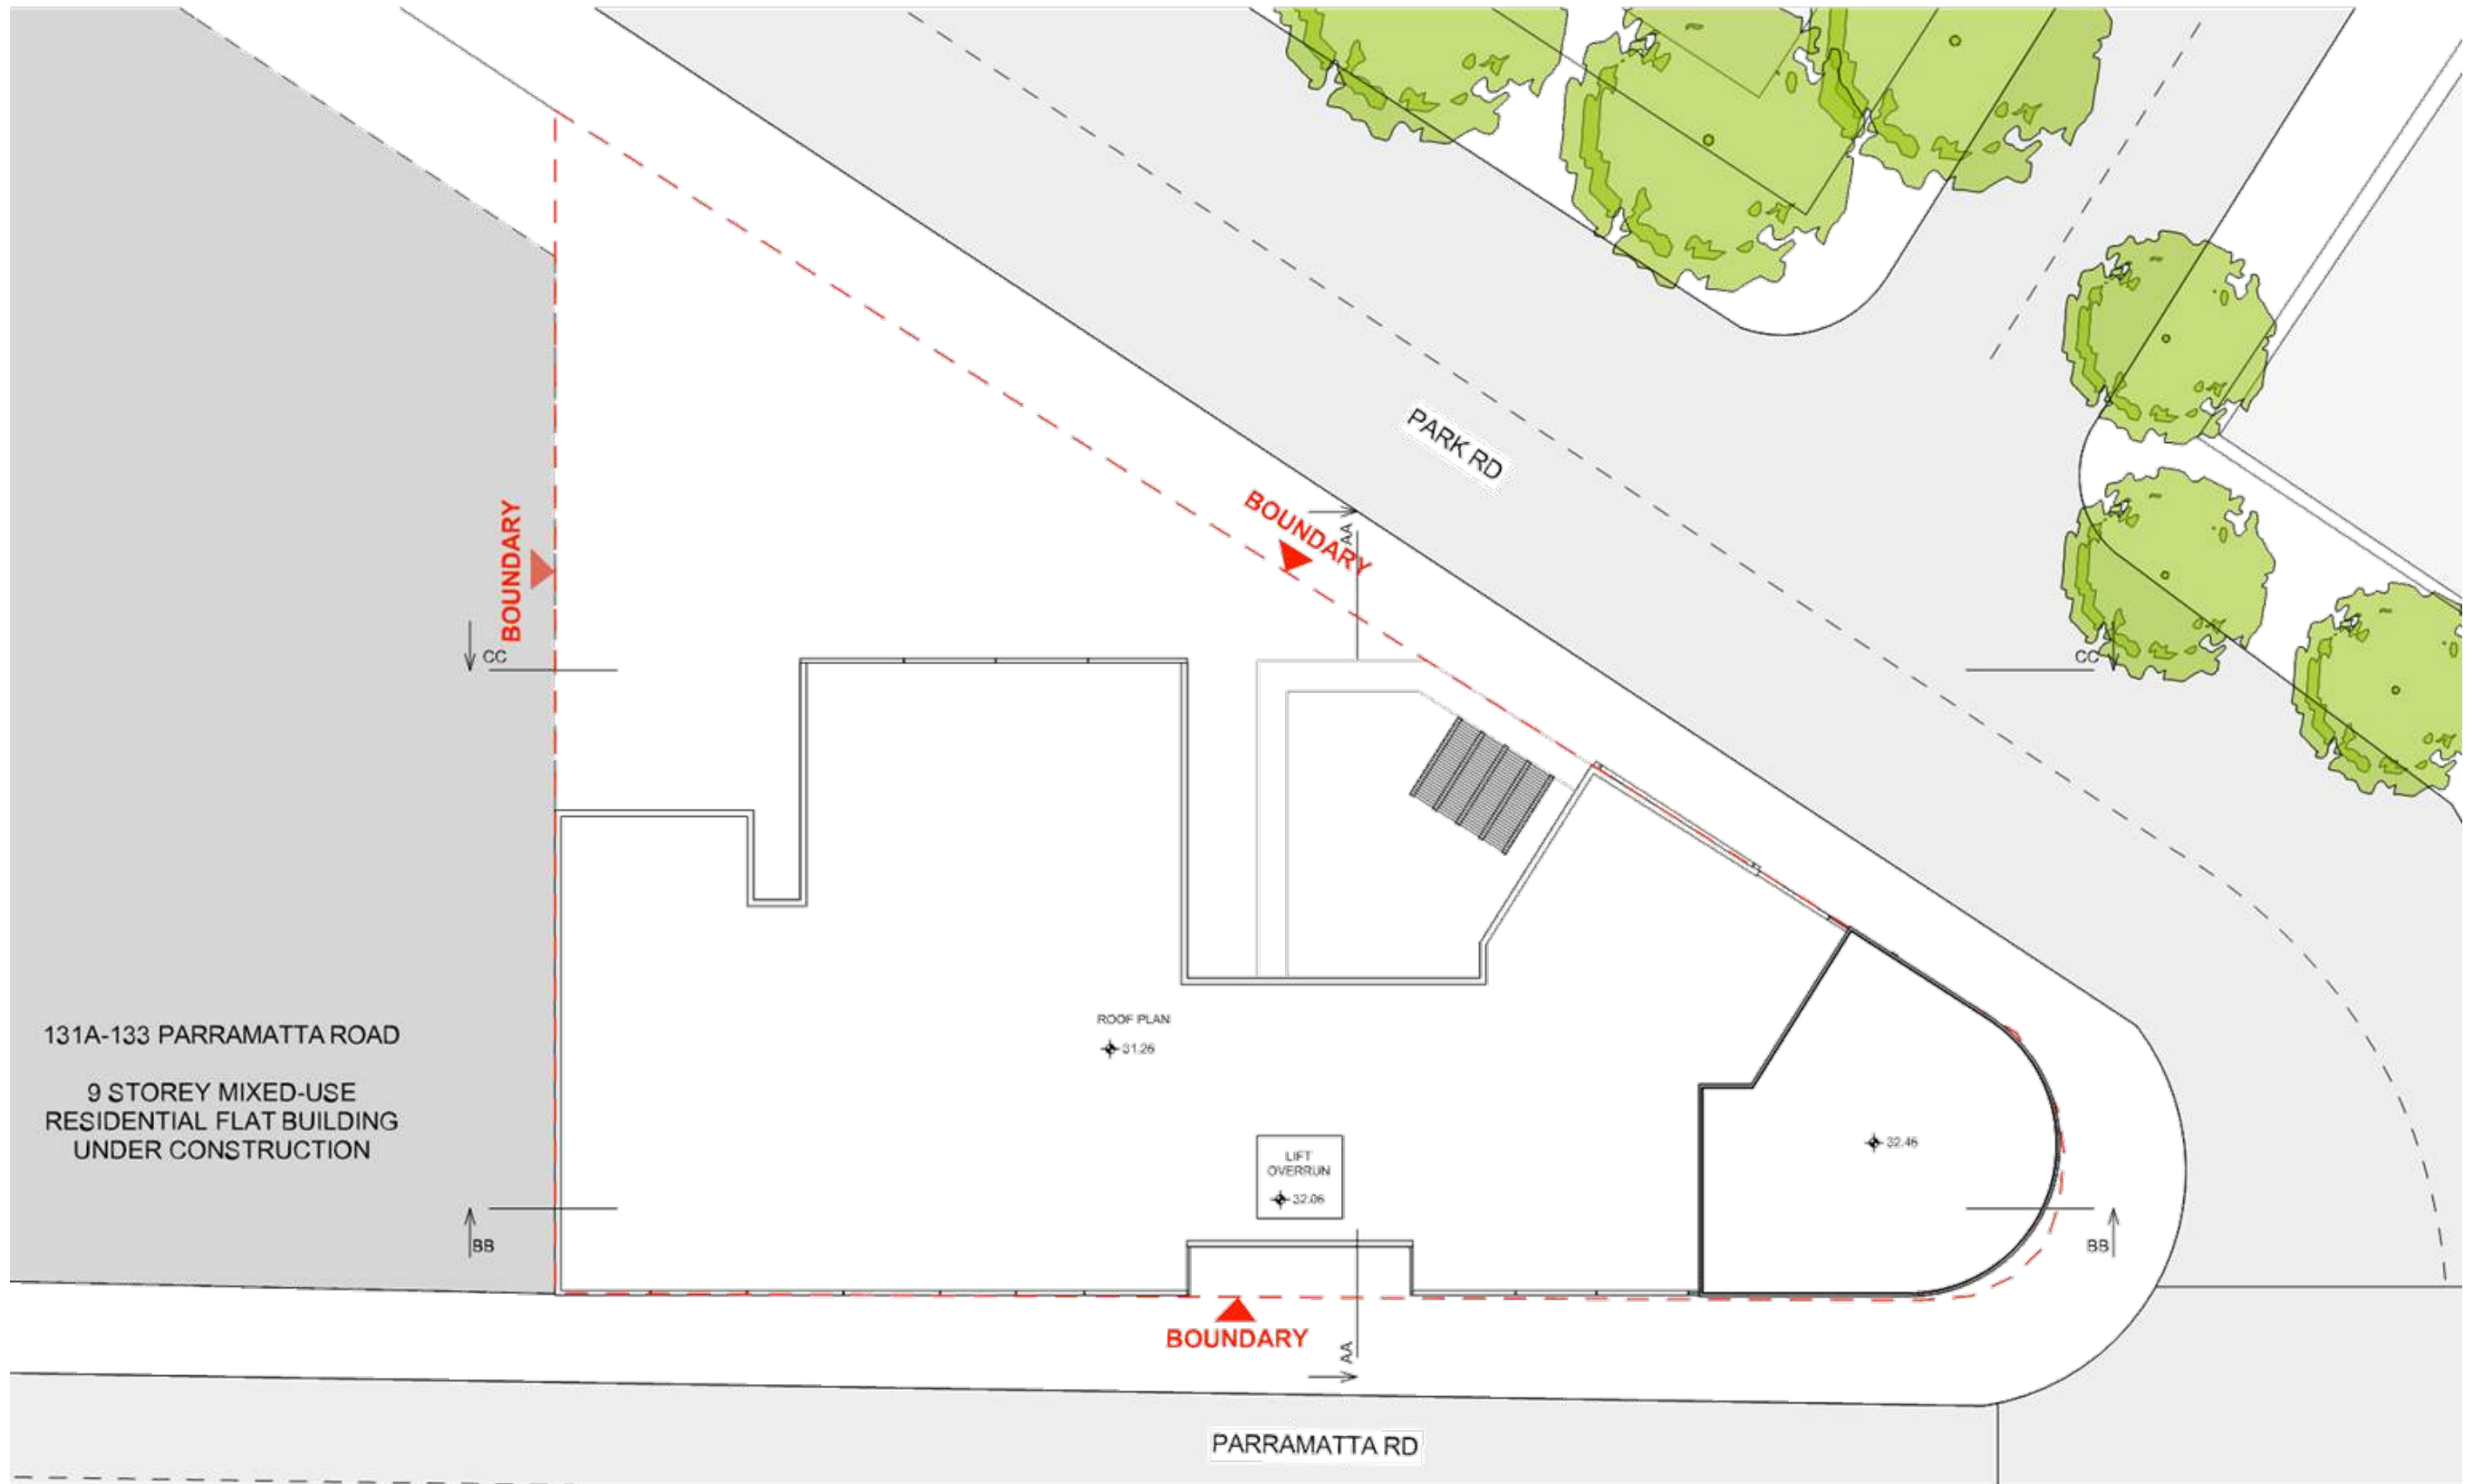 PARK RD
BOUNDARY
AA
BOUNDARY
CC
CC
131A-133 PARRAMATTA ROAD
9 STOREY MIXED-USE
RESIDENTIAL FLAT BUILDING
UNDER CONSTRUCTION
ROOF PLAN
31.26
LIFT
OVERRUN
32.06
32.46
BB
BB
BOUNDARY
AA
PARRAMATTA RD